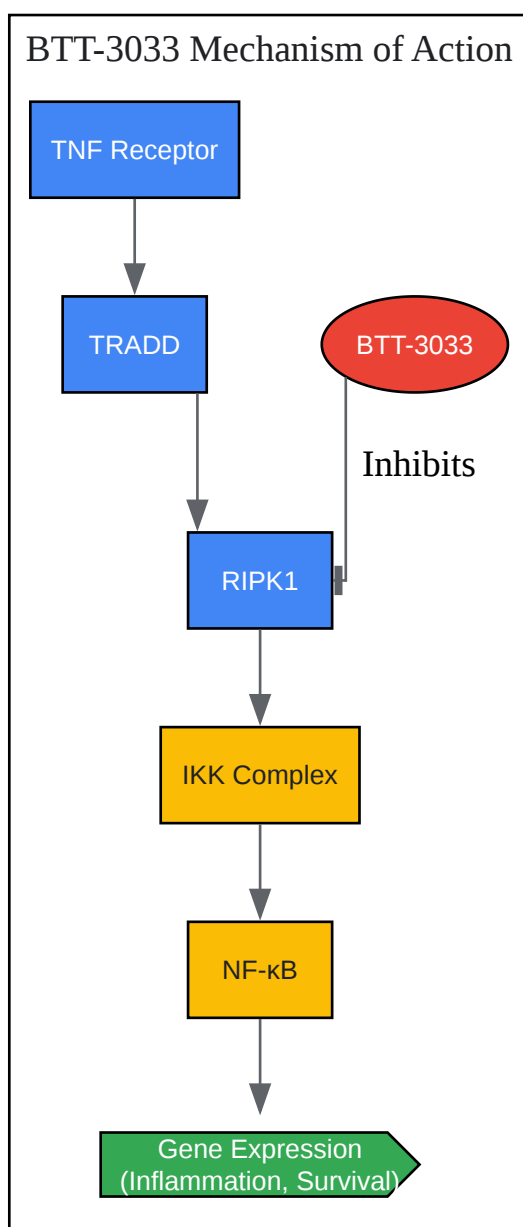 BTT-3033 Mechanism of Action
TNF Receptor
TRADD
BTT-3033
Inhibits
RIPK1
IKK Complex
NF-κB
Gene Expression
(Inflammation, Survival)